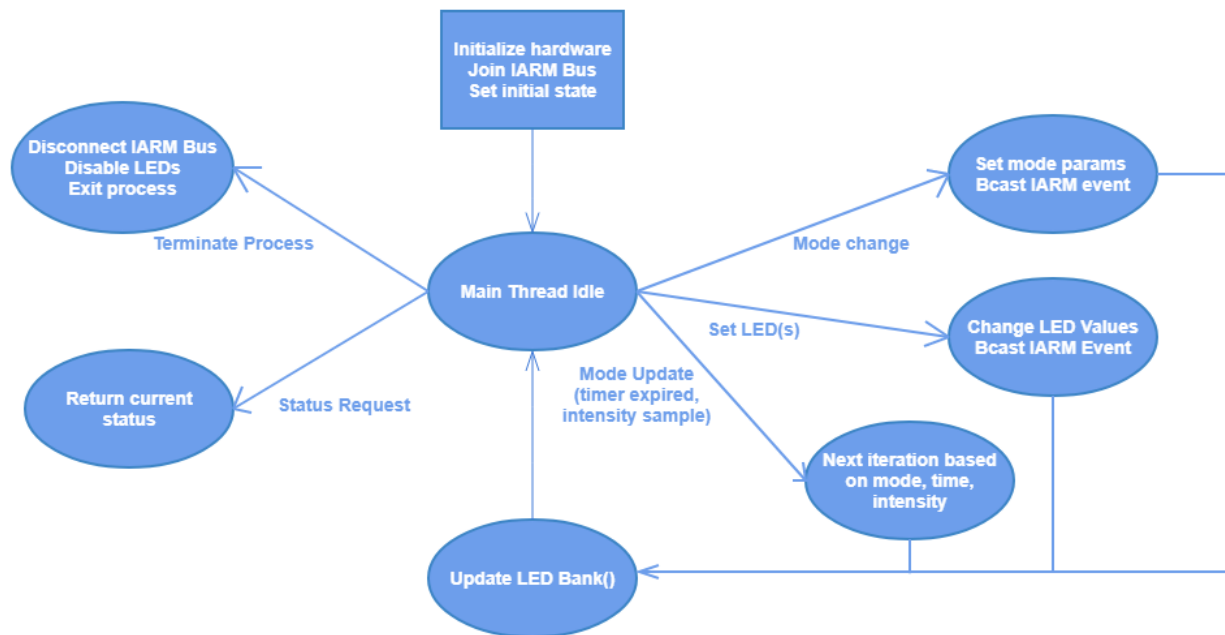 Initialize hardware
Join IARM Bus
Set initial state
Disconnect IARM Bus
Disable LEDs
Exit process
Set mode params
Bcast IARM event
Terminate Process
Mode change
Main Thread Idle
Set LED(s)
Change LED Values
Bcast IARM Event
Mode Update
(timer expired,
intensity sample)
Return current
status
Status Request
Next iteration based
on mode, time,
intensity
Update LED Bank()